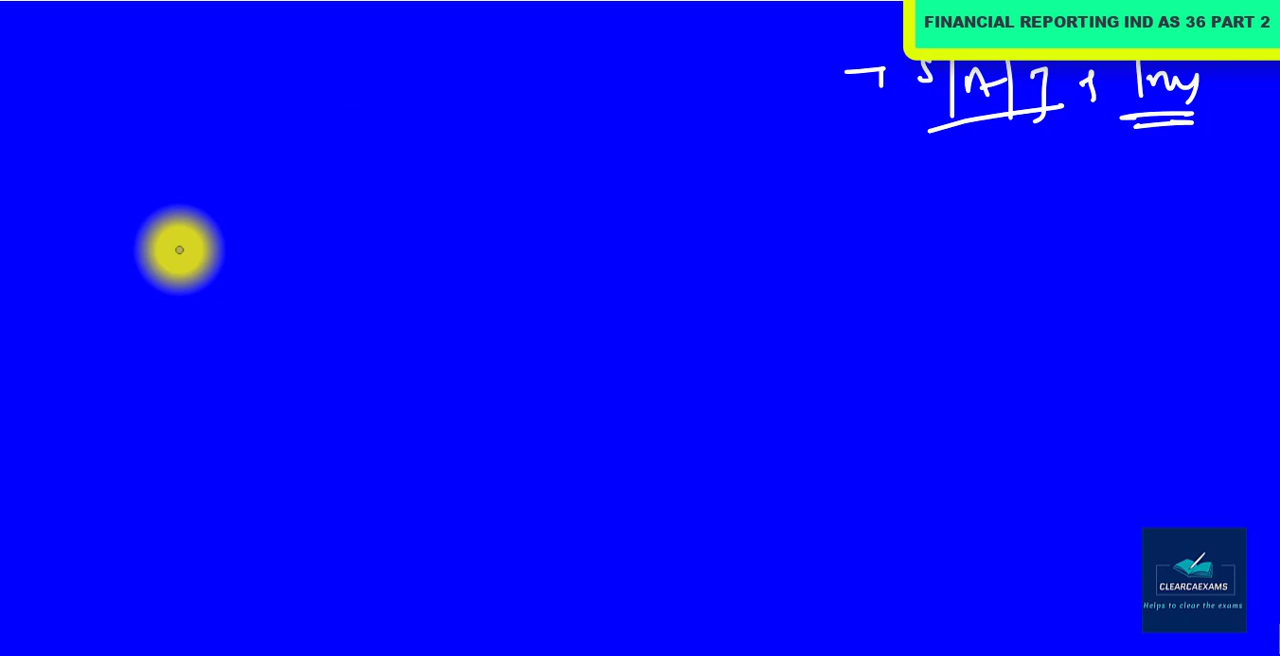 FINANCIAL REPORTING IND AS 36 PART 2
CLEARCAEXAMS
Helps to clear the exams